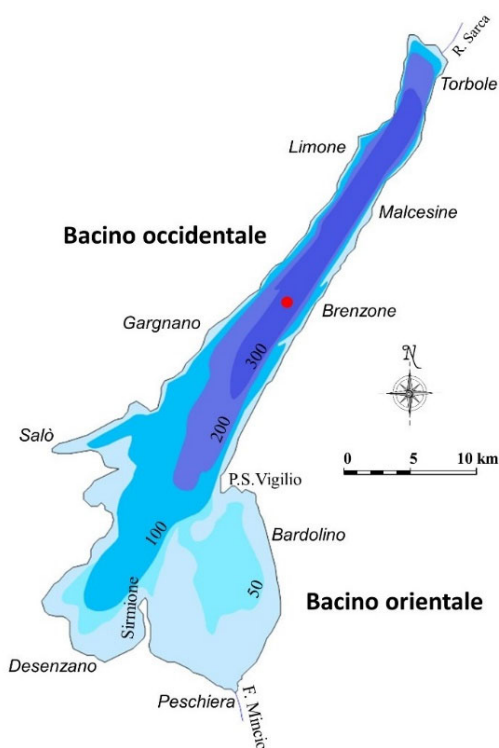 R. Sarca
Torbole
Limone
Malcesine
Bacino occidentale
Brenzone
Gargnano
300
N
200
Salò
0 5 10 km
P.S.Vigilio
100
Bardolino
50
Sirmione
Bacino orientale
Desenzano
Peschiera
F. Mincio